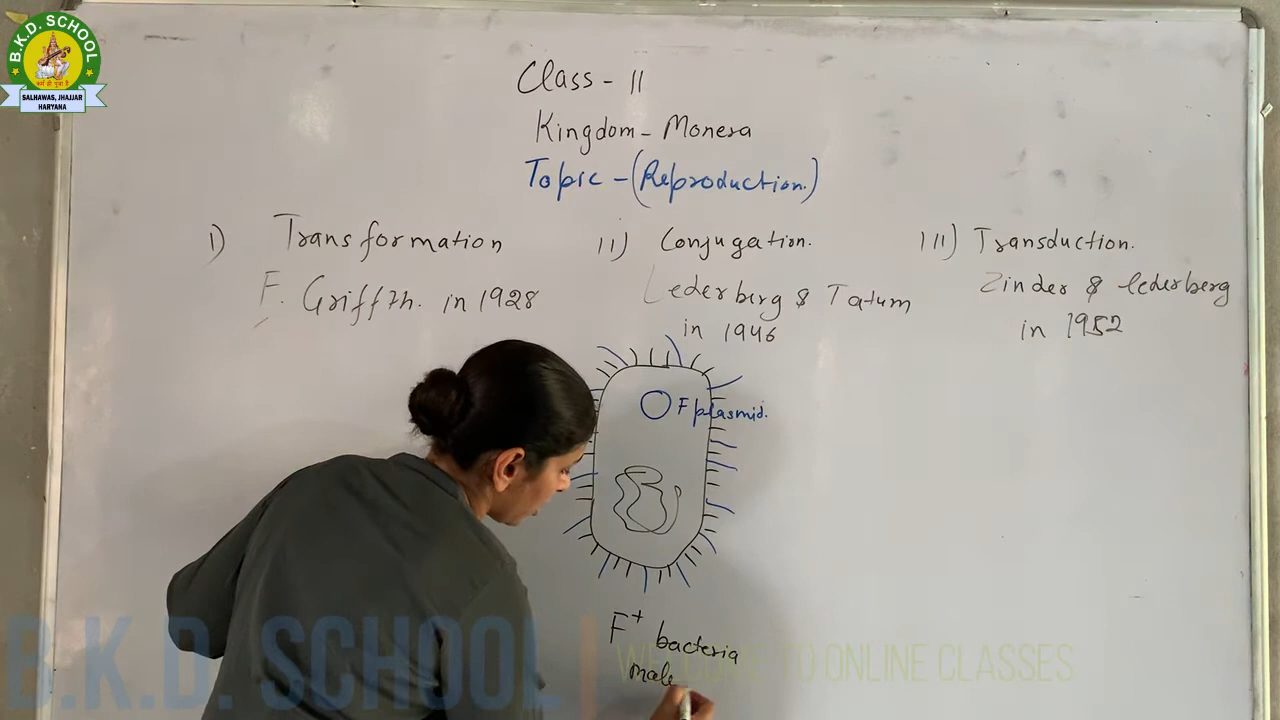 B.K.D. SCHOOL
SALHAWAS, JHAJJAR
HARYANA
Class - 11
Kingdom - Monera
Topic - (Reproduction.)
I) Transformation
F. Griffth. in 1928
II) Conjugation.
Lederberg & Tatum
in 1946
III) Transduction.
Zinder & lederberg
in 1952
F plasmid.
F+ bacteria
male
B.K.D. SCHOOL | WELCOME TO ONLINE CLASSES